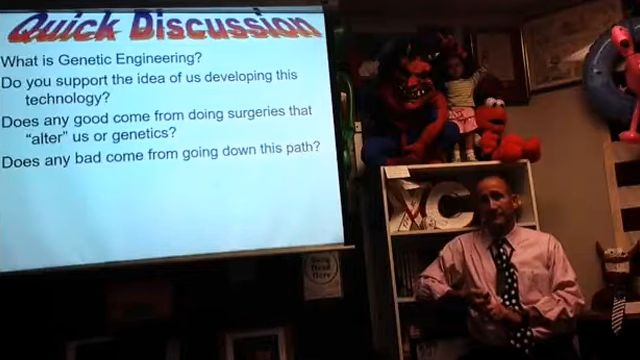 Quick Discussion
What is Genetic Engineering?
Do you support the idea of us developing this
technology?
Does any good come from doing surgeries that
"alter" us or genetics?
Does any bad come from going down this path?
XC